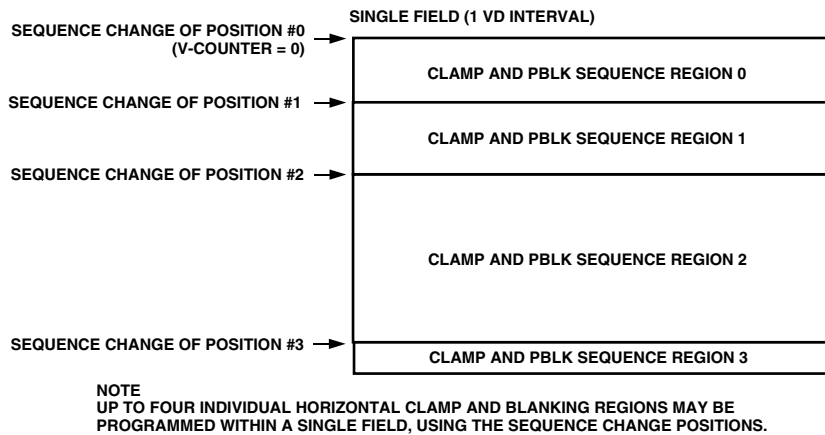 SINGLE FIELD (1 VD INTERVAL)
SEQUENCE CHANGE OF POSITION #0
(V-COUNTER = 0)
CLAMP AND PBLK SEQUENCE REGION 0
SEQUENCE CHANGE OF POSITION #1
CLAMP AND PBLK SEQUENCE REGION 1
SEQUENCE CHANGE OF POSITION #2
CLAMP AND PBLK SEQUENCE REGION 2
SEQUENCE CHANGE OF POSITION #3
CLAMP AND PBLK SEQUENCE REGION 3
NOTE
UP TO FOUR INDIVIDUAL HORIZONTAL CLAMP AND BLANKING REGIONS MAY BE
PROGRAMMED WITHIN A SINGLE FIELD, USING THE SEQUENCE CHANGE POSITIONS.